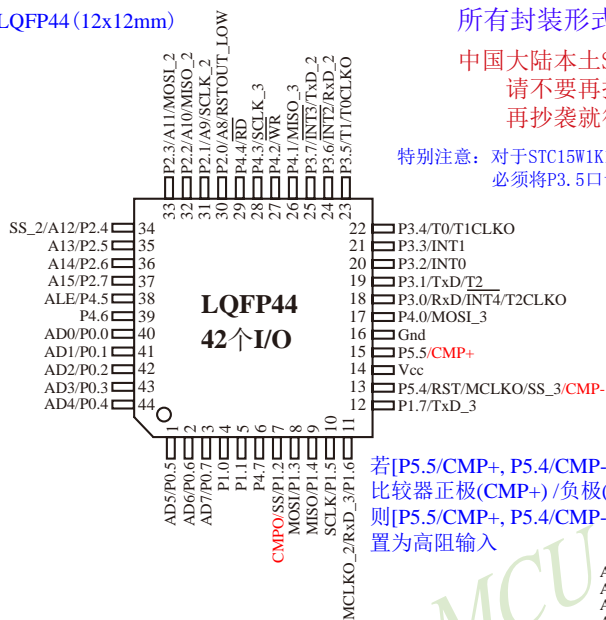 LQFP44(12x12mm)
所有封装形式
中国大陆本土S
请不要再
再抄袭就
特别注意：对于STC15W1K
必须将P3.5口
P2.3/A11/MOSI_2
P2.2/A10/MISO_2
P2.1/A9/SCLK_2
P2.0/A8/RSTOUT_LOW
P4.4/RD
P4.3/SCLK_3
P4.2/WR
P4.1/MISO_3
P3.7/INT3/TxD_2
P3.6/INT2/RxD_2
P3.5/T1/T0CLKO
33 32 31 30 29 28 27 26 25 24 23
SS_2/A12/P2.4 34
A13/P2.5 35
A14/P2.6 36
A15/P2.7 37
ALE/P4.5 38
P4.6 39
AD0/P0.0 40
AD1/P0.1 41
AD2/P0.2 42
AD3/P0.3 43
AD4/P0.4 44
LQFP44
42个I/O
22 P3.4/T0/T1CLKO
21 P3.3/INT1
20 P3.2/INT0
19 P3.1/TxD/T2
18 P3.0/RxD/INT4/T2CLKO
17 P4.0/MOSI_3
16 Gnd
15 P5.5/CMP+
14 Vcc
13 P5.4/RST/MCLKO/SS_3/CMP-
12 P1.7/TxD_3
1 2 3 4 5 6 7 8 9 10 11
AD5/P0.5
AD6/P0.6
AD7/P0.7
P1.0
P1.1
P4.7
CMPO/SS/P1.2
MOSI/P1.3
MISO/P1.4
SCLK/P1.5
MCLKO_2/RxD_3/P1.6
若[P5.5/CMP+, P5.4/CMP-
比较器正极(CMP+) /负极(
则[P5.5/CMP+, P5.4/CMP-
置为高阻输入
MCU